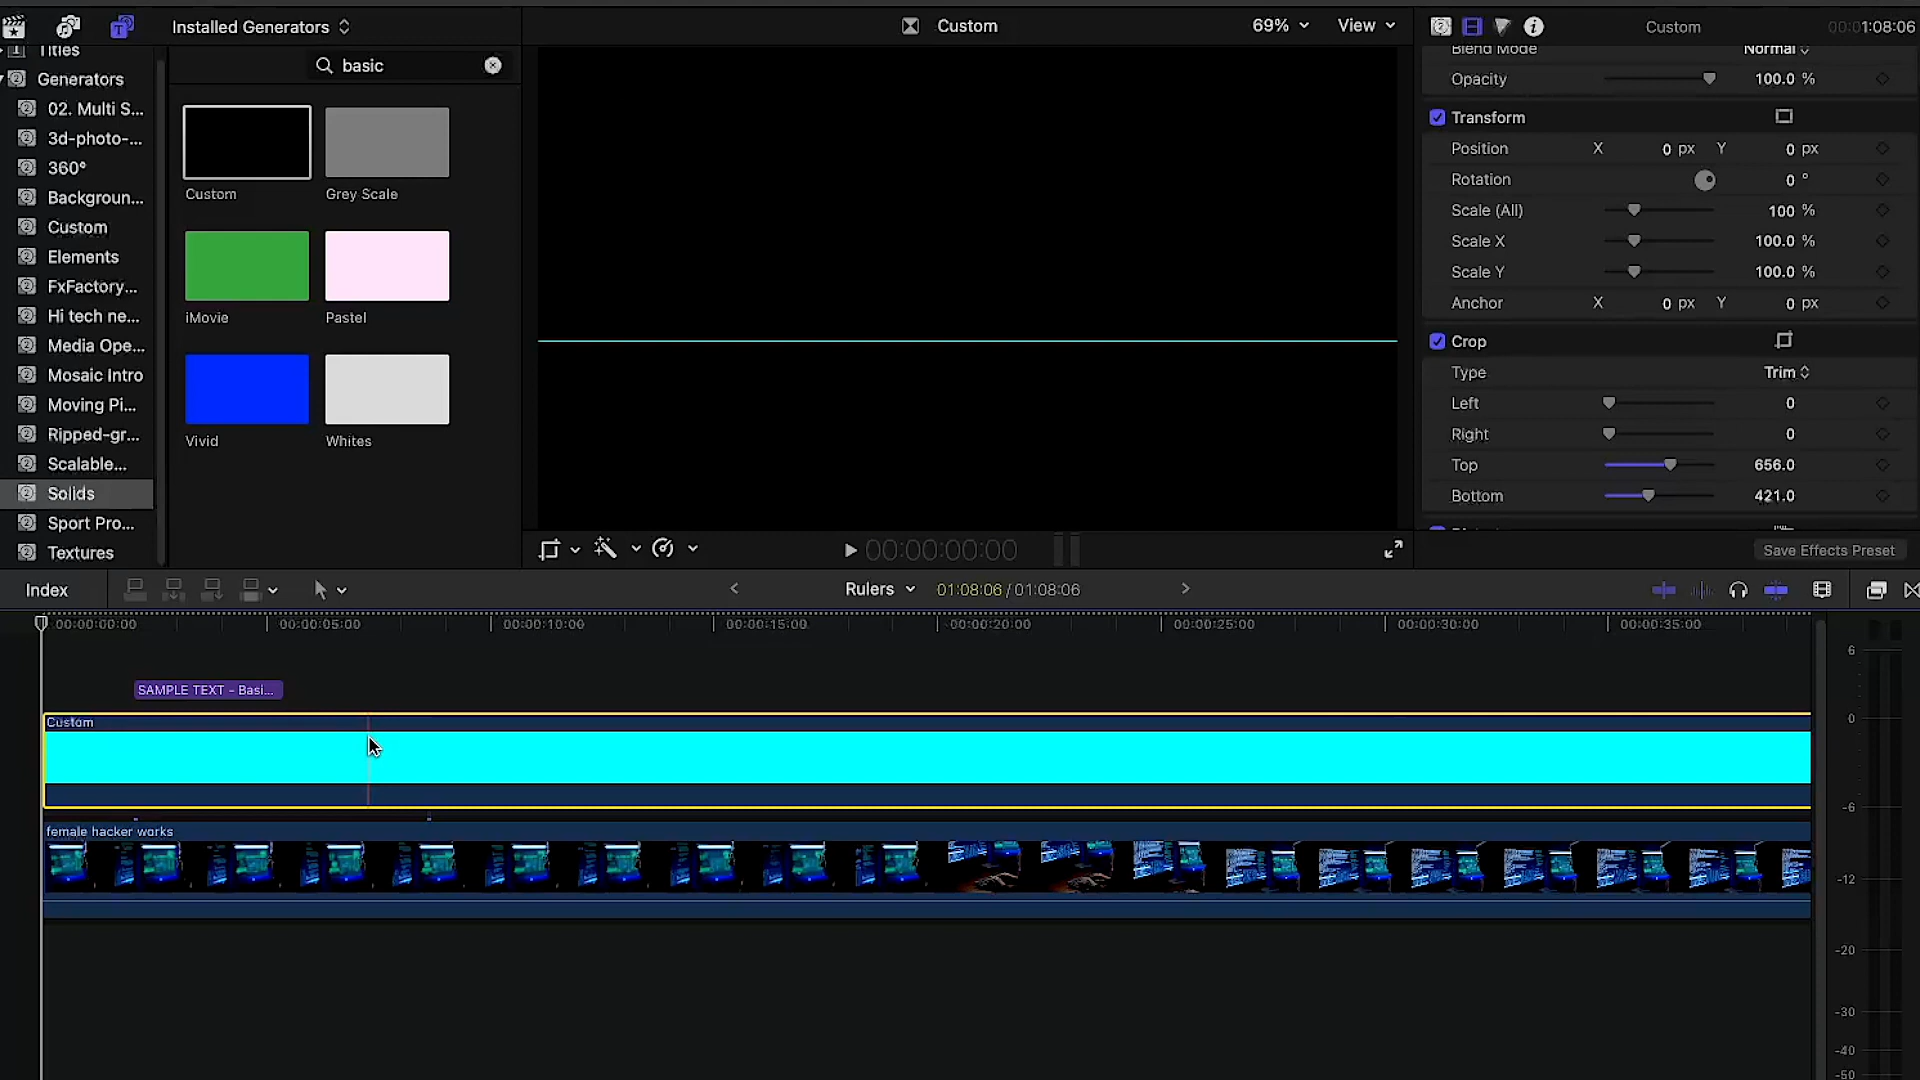 Installed Generators
Custom
69%
View
Custom
00:01:08:06
Titles
Generators
02. Multi S...
3d-photo-...
360°
Backgroun...
Custom
Elements
FxFactory...
Hi tech ne...
Media Ope...
Mosaic Intro
Moving Pi...
Ripped-gr...
Scalable...
Solids
Sport Pro...
Textures
basic
Custom
Grey Scale
iMovie
Pastel
Vivid
Whites
Blend Mode Normal
Opacity 100.0 %
Transform
Position X 0 px Y 0 px
Rotation 0 °
Scale (All) 100 %
Scale X 100.0 %
Scale Y 100.0 %
Anchor X 0 px Y 0 px
Crop
Type Trim
Left 0
Right 0
Top 656.0
Bottom 421.0
00:00:00:00
Save Effects Preset
Index
Rulers
01:08:06 / 01:08:06
00:00:00:00
00:00:05:00
00:00:10:00
00:00:15:00
00:00:20:00
00:00:25:00
00:00:30:00
00:00:35:00
SAMPLE TEXT - Basi...
Custom
female hacker works
6
0
-6
-12
-20
-30
-40
-50